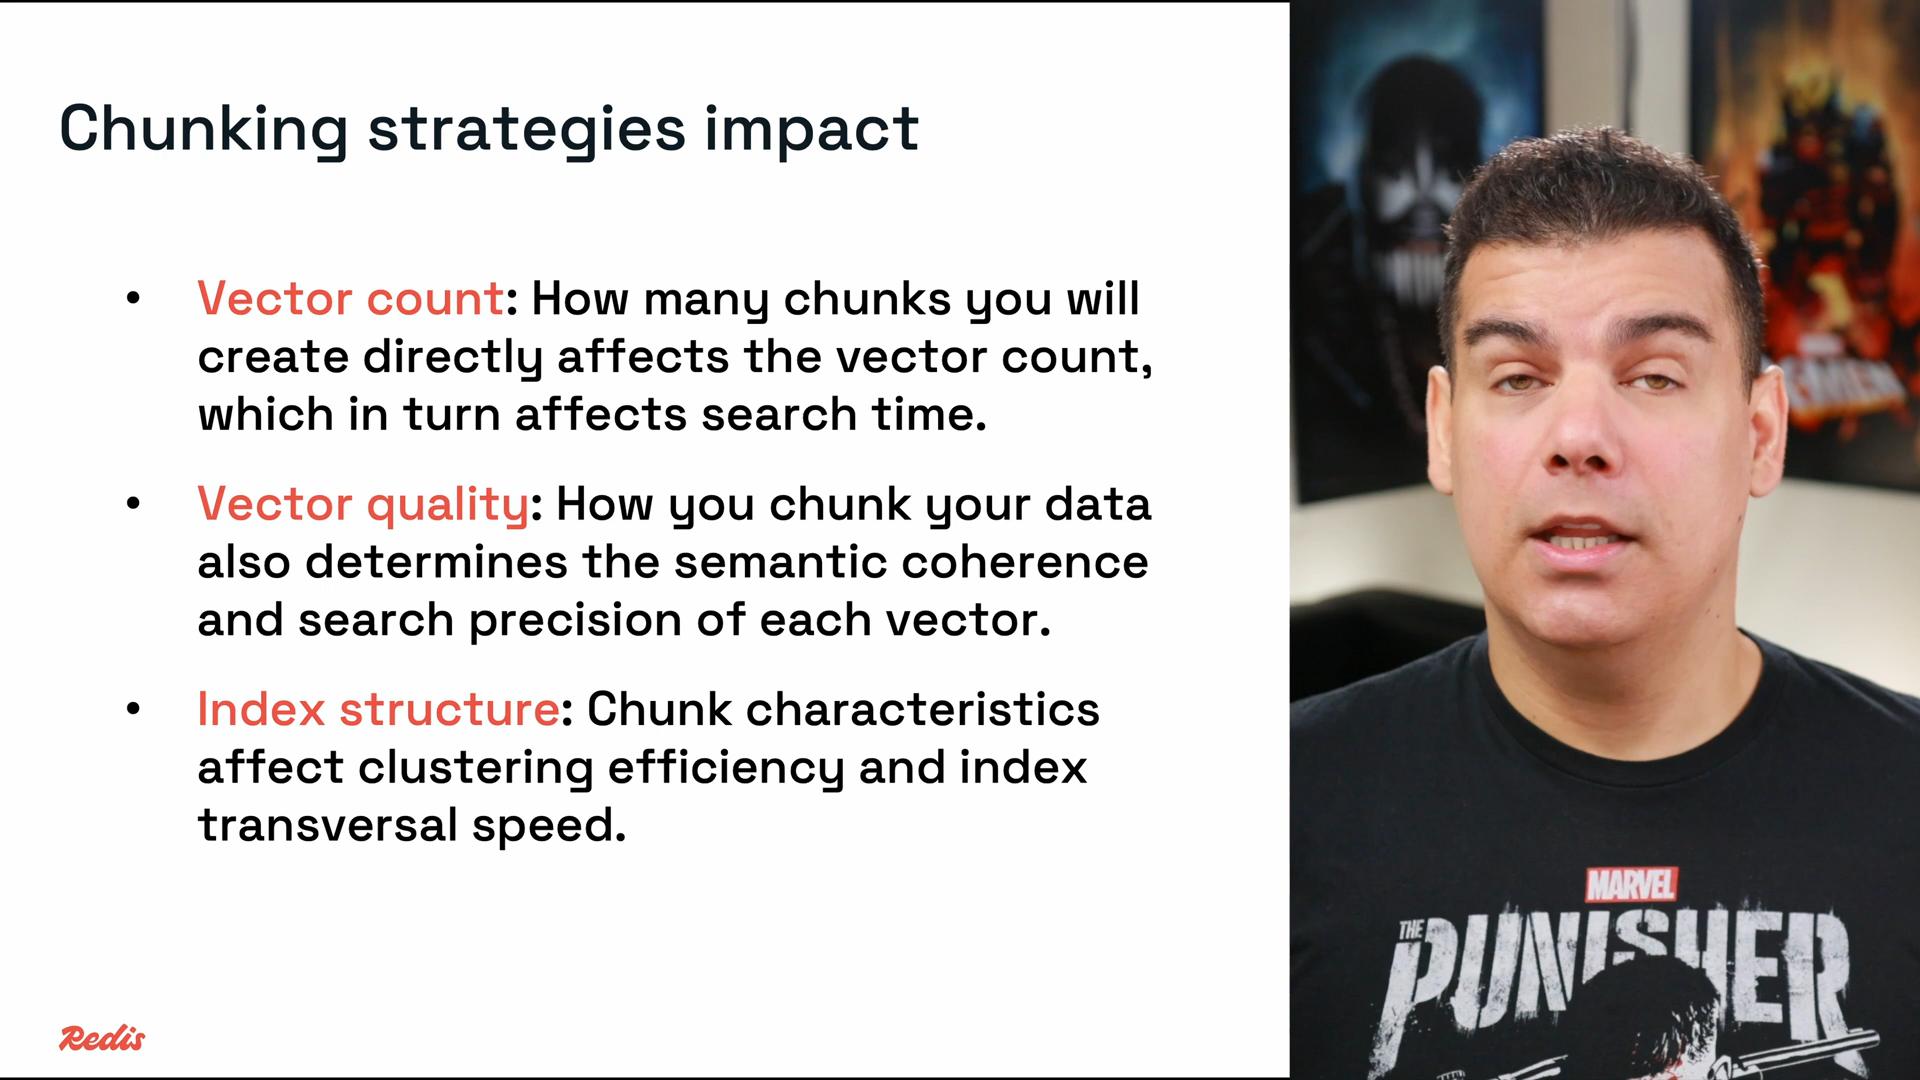 Chunking strategies impact
• Vector count: How many chunks you will
create directly affects the vector count,
which in turn affects search time.
• Vector quality: How you chunk your data
also determines the semantic coherence
and search precision of each vector.
• Index structure: Chunk characteristics
affect clustering efficiency and index
transversal speed.
Redis
MARVEL
THE
PUNISHER